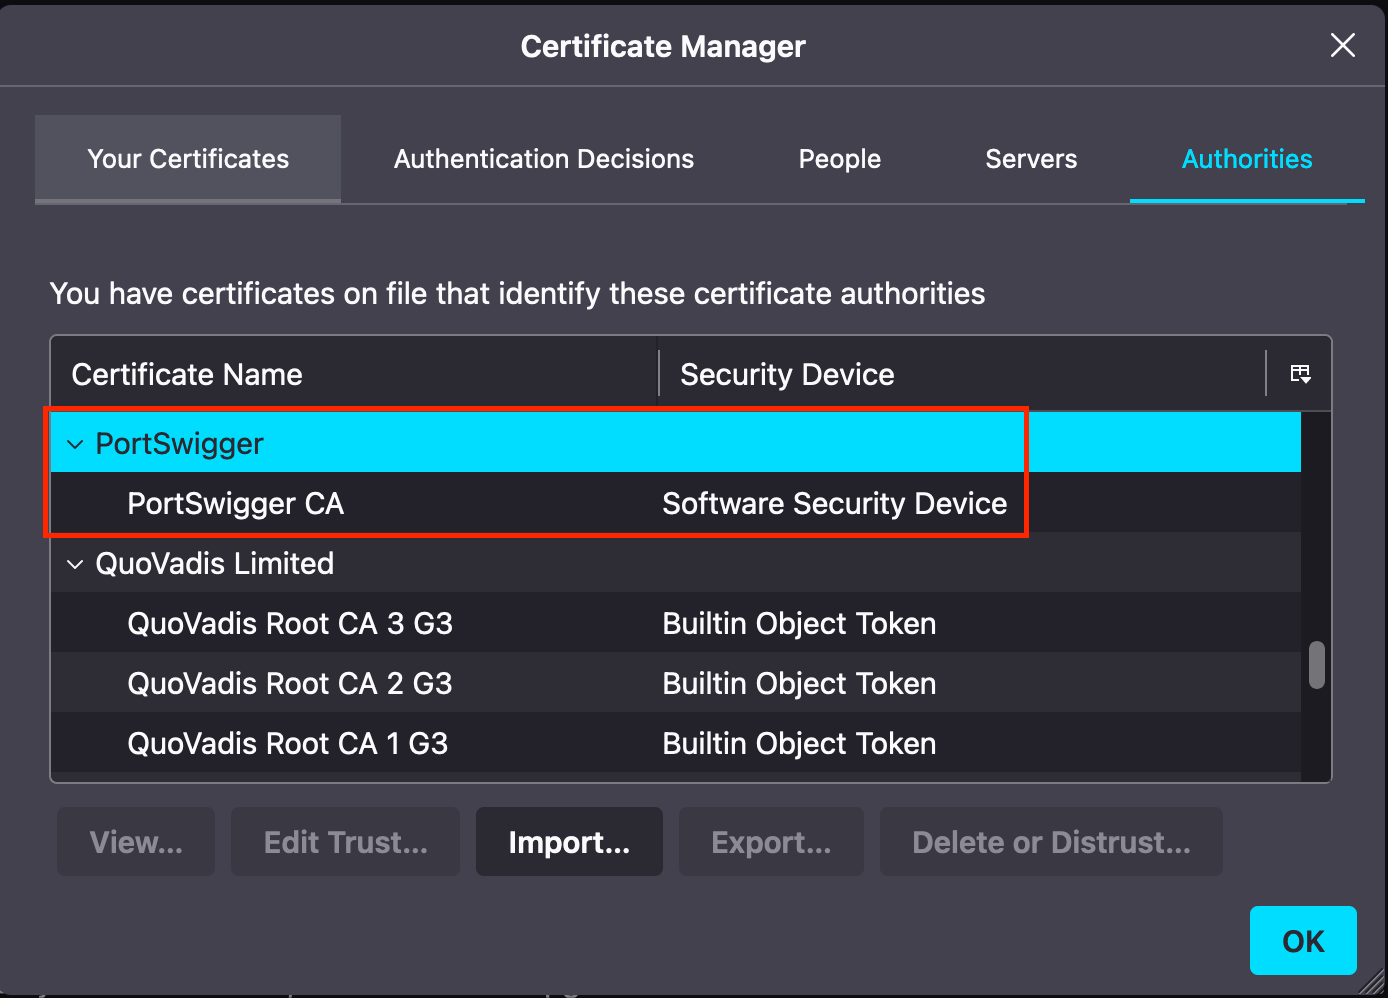 Certificate Manager
Your Certificates Authentication Decisions People Servers Authorities
You have certificates on file that identify these certificate authorities
Certificate Name Security Device
PortSwigger
PortSwigger CA Software Security Device
QuoVadis Limited
QuoVadis Root CA 3 G3 Builtin Object Token
QuoVadis Root CA 2 G3 Builtin Object Token
QuoVadis Root CA 1 G3 Builtin Object Token
View... Edit Trust... Import... Export... Delete or Distrust...
OK